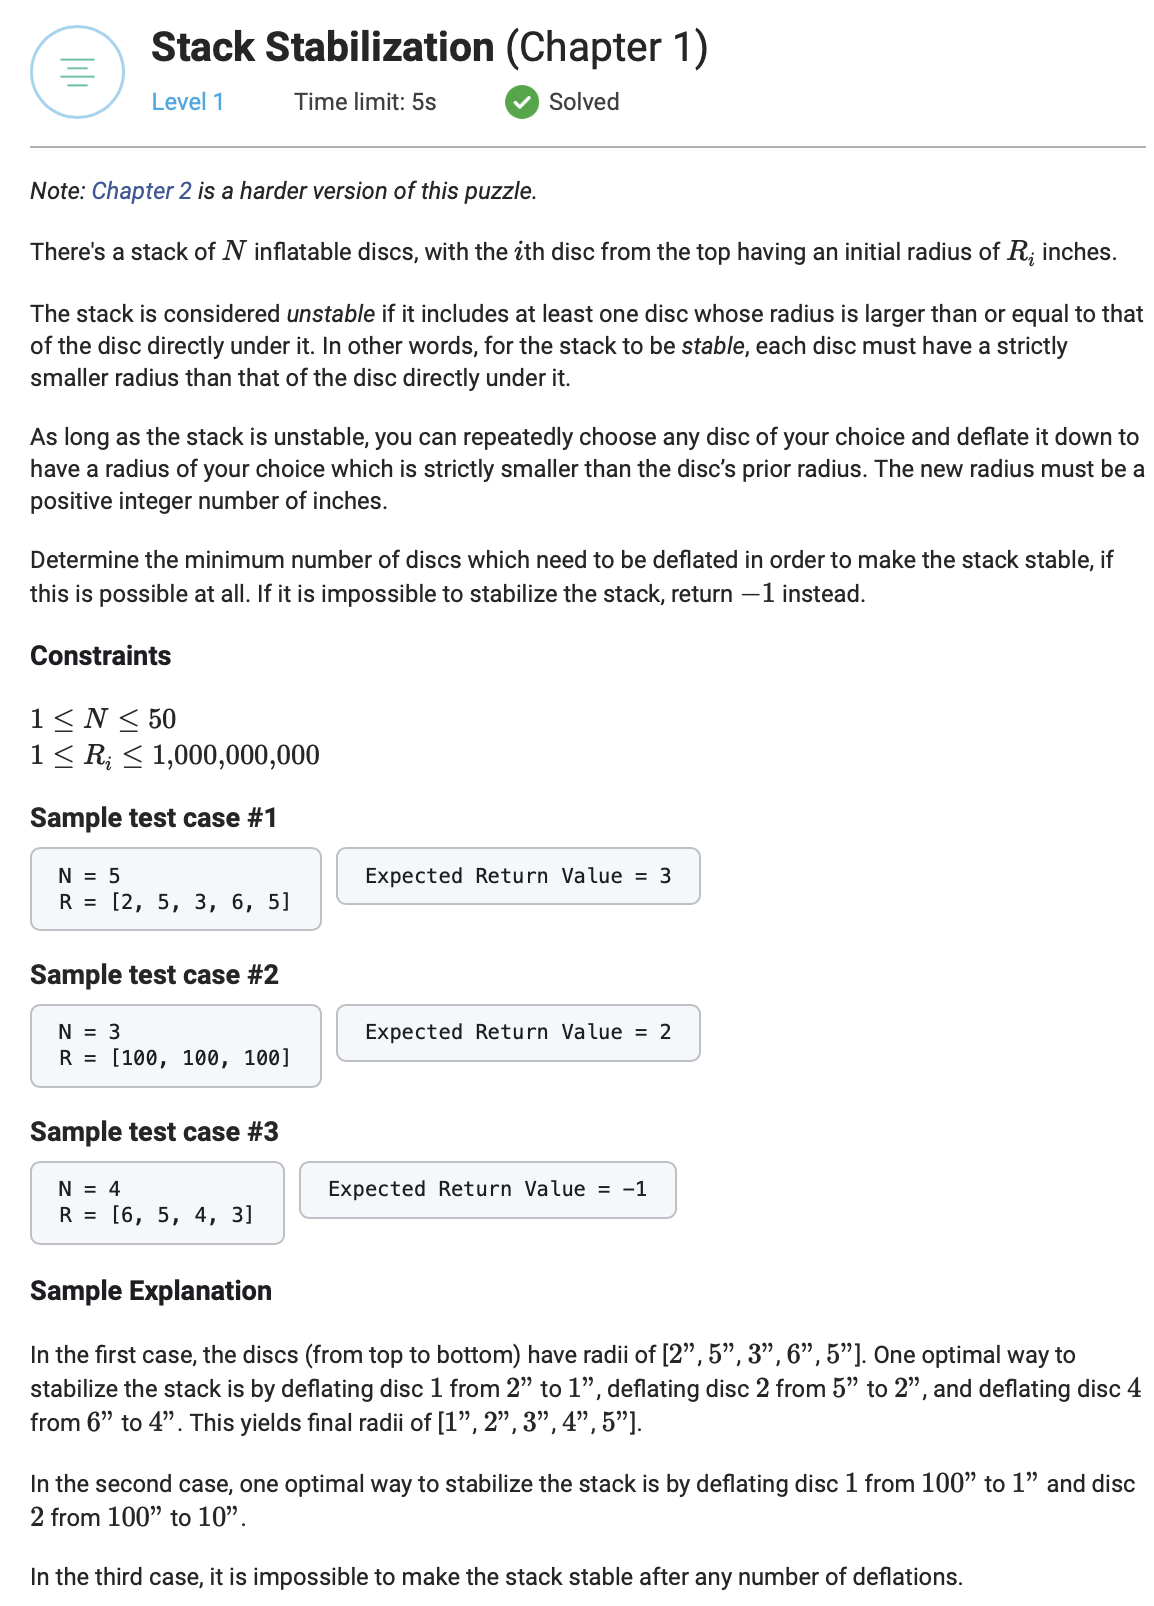 Stack Stabilization (Chapter 1)
Level 1 Time limit: 5s Solved
Note: Chapter 2 is a harder version of this puzzle.
There's a stack of N inflatable discs, with the ith disc from the top having an initial radius of Rᵢ inches.
The stack is considered unstable if it includes at least one disc whose radius is larger than or equal to that
of the disc directly under it. In other words, for the stack to be stable, each disc must have a strictly
smaller radius than that of the disc directly under it.
As long as the stack is unstable, you can repeatedly choose any disc of your choice and deflate it down to
have a radius of your choice which is strictly smaller than the disc’s prior radius. The new radius must be a
positive integer number of inches.
Determine the minimum number of discs which need to be deflated in order to make the stack stable, if
this is possible at all. If it is impossible to stabilize the stack, return −1 instead.
Constraints
1 ≤ N ≤ 50
1 ≤ Rᵢ ≤ 1,000,000,000
Sample test case #1
N = 5
R = [2, 5, 3, 6, 5]
Expected Return Value = 3
Sample test case #2
N = 3
R = [100, 100, 100]
Expected Return Value = 2
Sample test case #3
N = 4
R = [6, 5, 4, 3]
Expected Return Value = -1
Sample Explanation
In the first case, the discs (from top to bottom) have radii of [2”, 5”, 3”, 6”, 5”]. One optimal way to
stabilize the stack is by deflating disc 1 from 2” to 1”, deflating disc 2 from 5” to 2”, and deflating disc 4
from 6” to 4”. This yields final radii of [1”, 2”, 3”, 4”, 5”].
In the second case, one optimal way to stabilize the stack is by deflating disc 1 from 100” to 1” and disc
2 from 100” to 10”.
In the third case, it is impossible to make the stack stable after any number of deflations.